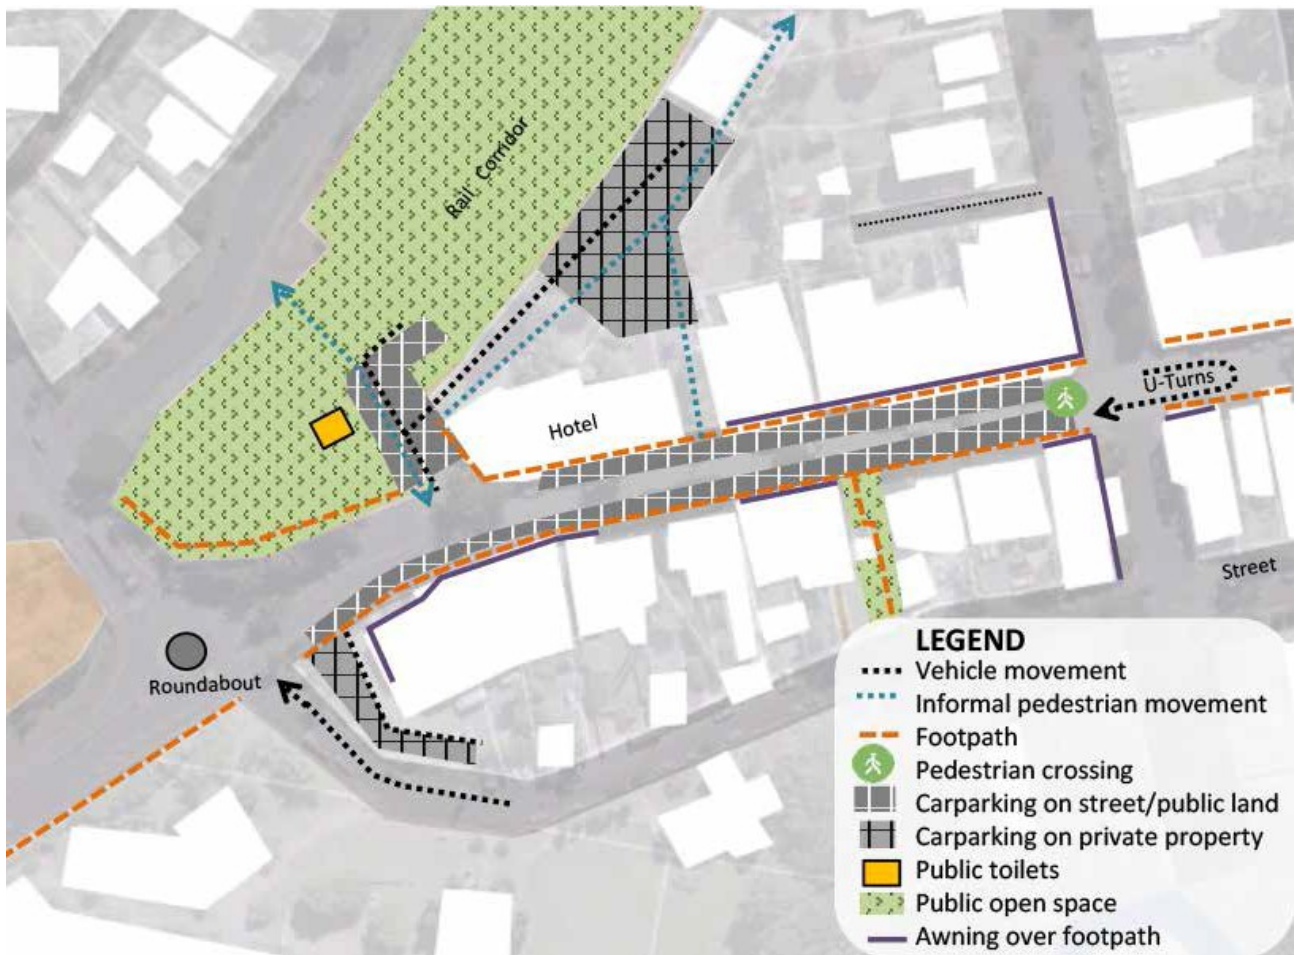 Rail Corridor
Hotel
U-Turns
Street
Roundabout
LEGEND
Vehicle movement
Informal pedestrian movement
Footpath
Pedestrian crossing
Carparking on street/public land
Carparking on private property
Public toilets
Public open space
Awning over footpath